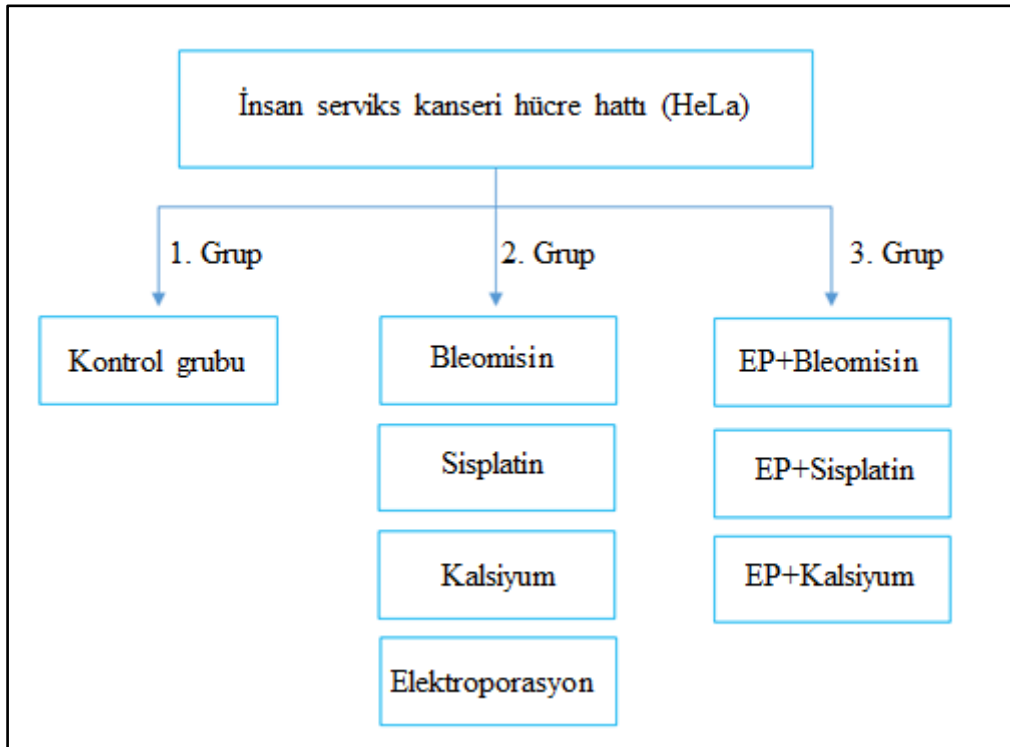 İnsan serviks kanseri hücre hattı (HeLa)
1. Grup
2. Grup
3. Grup
Kontrol grubu
Bleomisin
EP+Bleomisin
Sisplatin
EP+Sisplatin
Kalsiyum
EP+Kalsiyum
Elektroporasyon